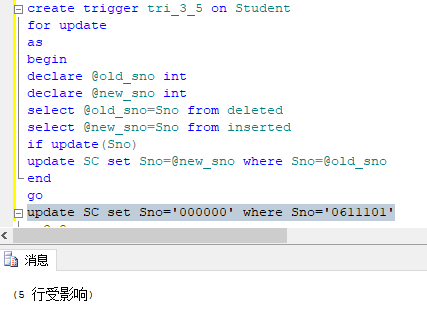 create trigger tri_3_5 on Student
for update
as
begin
declare @old_sno int
declare @new_sno int
select @old_sno=Sno from deleted
select @new_sno=Sno from inserted
if update(Sno)
update SC set Sno=@new_sno where Sno=@old_sno
end
go
update SC set Sno='000000' where Sno='0611101'
消息
(5 行受影响)